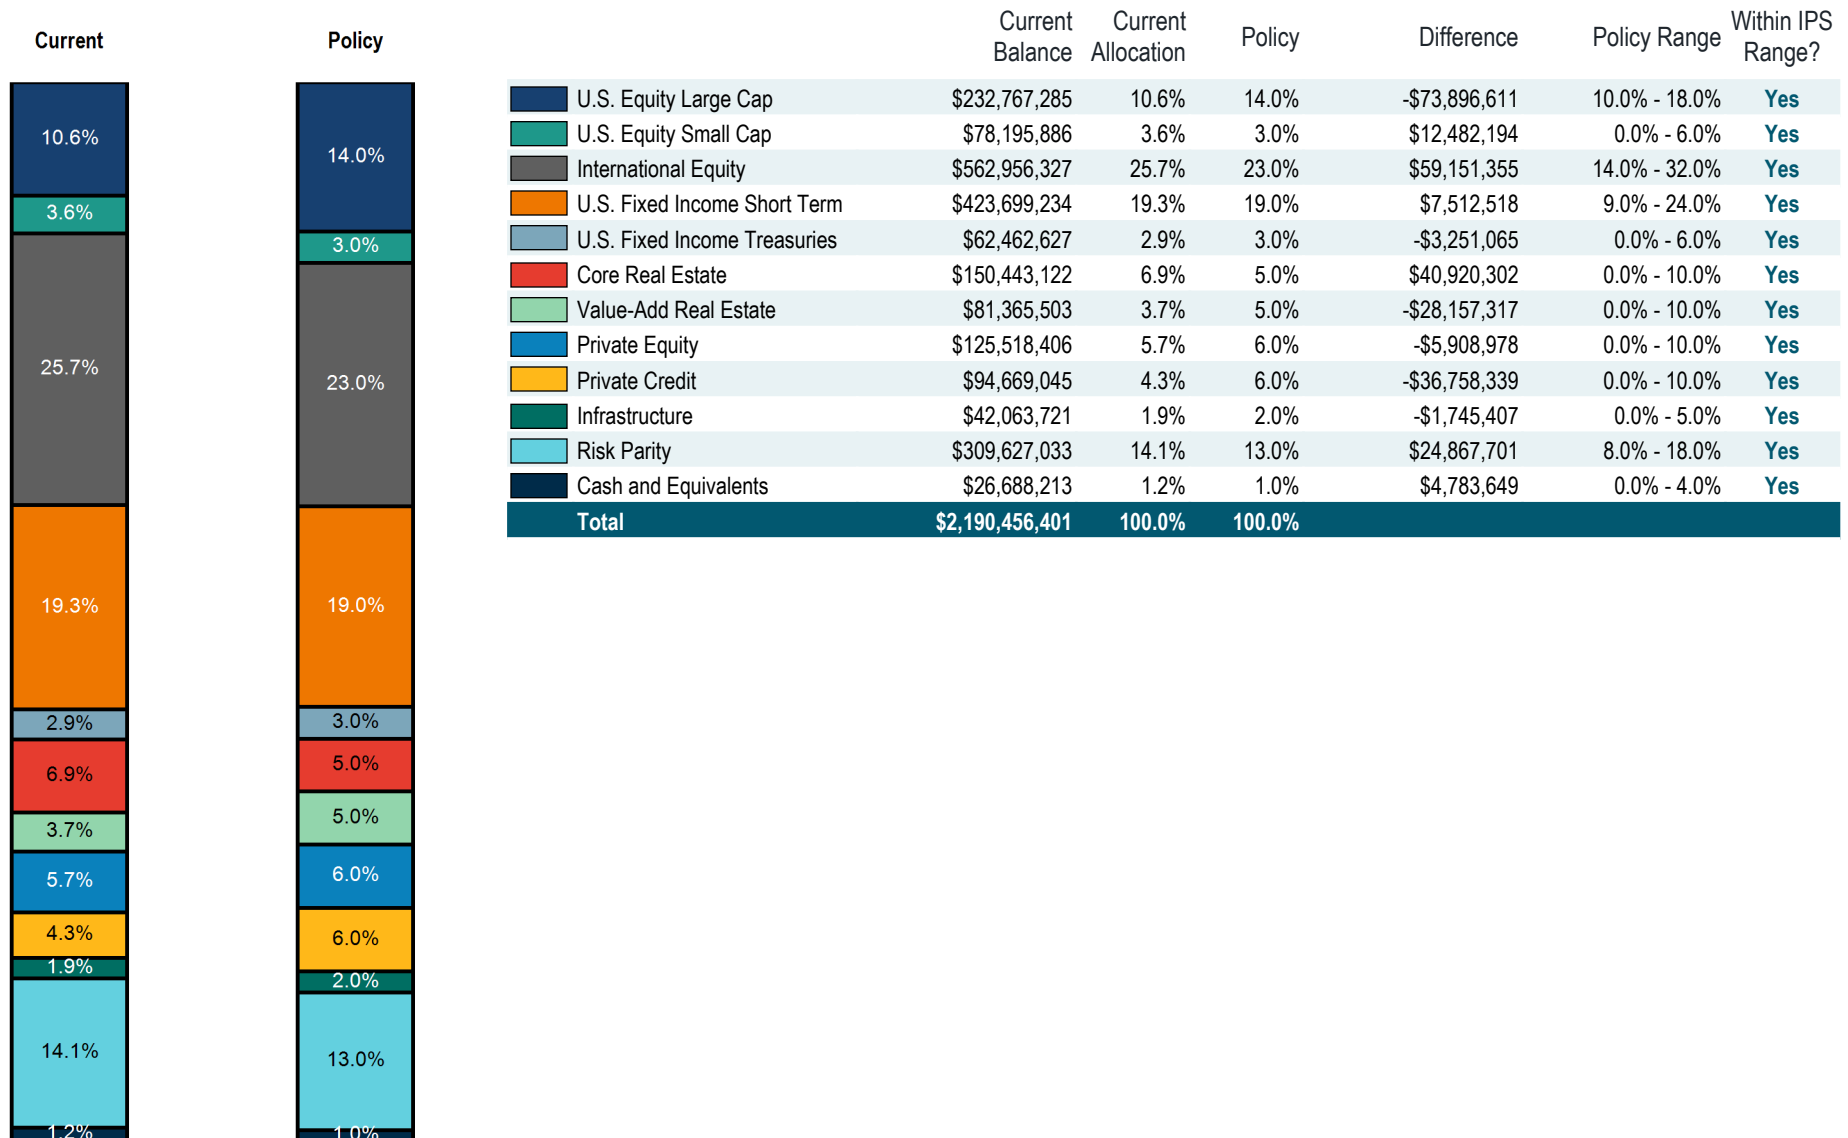 Current
10.6%
3.6%
25.7%
19.3%
2.9%
6.9%
3.7%
5.7%
4.3%
1.9%
14.1%
1.2%
Policy
14.0%
3.0%
23.0%
19.0%
3.0%
5.0%
5.0%
6.0%
6.0%
2.0%
13.0%
1.0%
Current Balance Current Allocation Policy Difference Policy Range Within IPS Range?
U.S. Equity Large Cap $232,767,285 10.6% 14.0% -$73,896,611 10.0% - 18.0% Yes
U.S. Equity Small Cap $78,195,886 3.6% 3.0% $12,482,194 0.0% - 6.0% Yes
International Equity $562,956,327 25.7% 23.0% $59,151,355 14.0% - 32.0% Yes
U.S. Fixed Income Short Term $423,699,234 19.3% 19.0% $7,512,518 9.0% - 24.0% Yes
U.S. Fixed Income Treasuries $62,462,627 2.9% 3.0% -$3,251,065 0.0% - 6.0% Yes
Core Real Estate $150,443,122 6.9% 5.0% $40,920,302 0.0% - 10.0% Yes
Value-Add Real Estate $81,365,503 3.7% 5.0% -$28,157,317 0.0% - 10.0% Yes
Private Equity $125,518,406 5.7% 6.0% -$5,908,978 0.0% - 10.0% Yes
Private Credit $94,669,045 4.3% 6.0% -$36,758,339 0.0% - 10.0% Yes
Infrastructure $42,063,721 1.9% 2.0% -$1,745,407 0.0% - 5.0% Yes
Risk Parity $309,627,033 14.1% 13.0% $24,867,701 8.0% - 18.0% Yes
Cash and Equivalents $26,688,213 1.2% 1.0% $4,783,649 0.0% - 4.0% Yes
Total $2,190,456,401 100.0% 100.0%